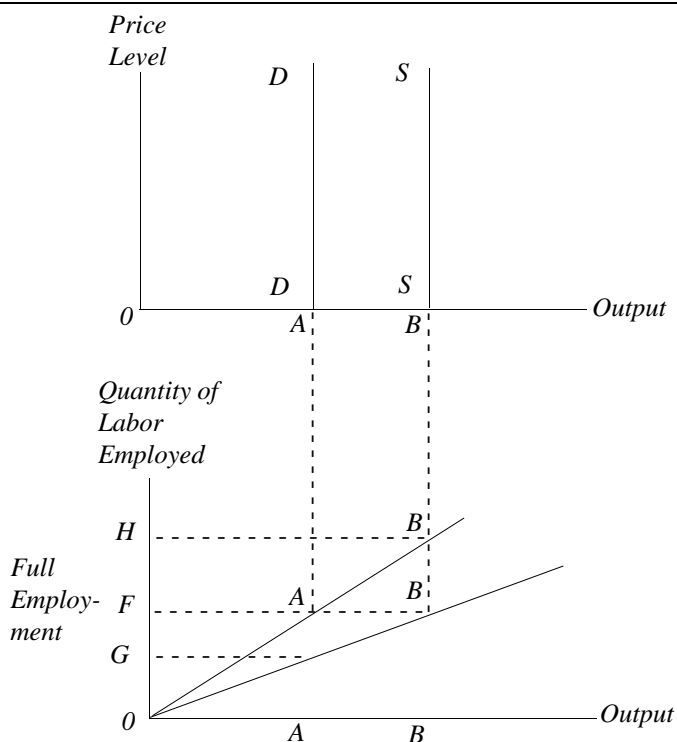 Price
Level
D
S
D
S
0
A
B
Output
Quantity of
Labor
Employed
H
B
Full
Employ-
ment
F
A
B
G
0
A
B
Output